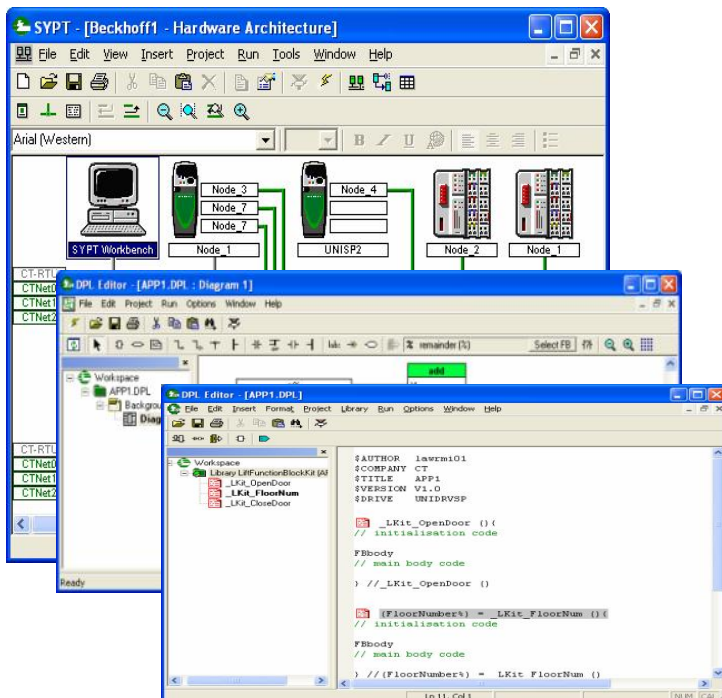 SYPT - [Beckhoff1 - Hardware Architecture]
File Edit View Insert Project Run Tools Window Help
Arial (Western)
B I U
Node_3
Node_7
Node_7
Node_4
SYPT Workbench
Node_1
UNISP2
Node_2
Node_1
CT-RTU
CTNet0
CTNet1
CTNet2
CT-RTU
CTNet0
CTNet1
CTNet2
DPL Editor - [APP1.DPL : Diagram 1]
File Edit Project Run Options Window Help
% remainder (%)
Select FB
Workspace
APP1.DPL
Backgrou
Diag
add
Ready
DPL Editor - [APP1.DPL]
File Edit Insert Format Project Library Run Options Window Help
Workspace
Library LiftFunctionBlockKit (AF
_LKit_OpenDoor
_LKit_FloorNum
_LKit_CloseDoor
$AUTHOR lawrmi01
$COMPANY CT
$TITLE APP1
$VERSION V1.0
$DRIVE UNIDRVSP
_LKit_OpenDoor (){
// initialisation code
FBbody
// main body code
} //_LKit_OpenDoor ()
(FloorNumber%) = _LKit_FloorNum (){
// initialisation code
FBbody
// main body code
} //(FloorNumber%) = _LKit_FloorNum ()
Ln 11, Col 1
NUM CAL